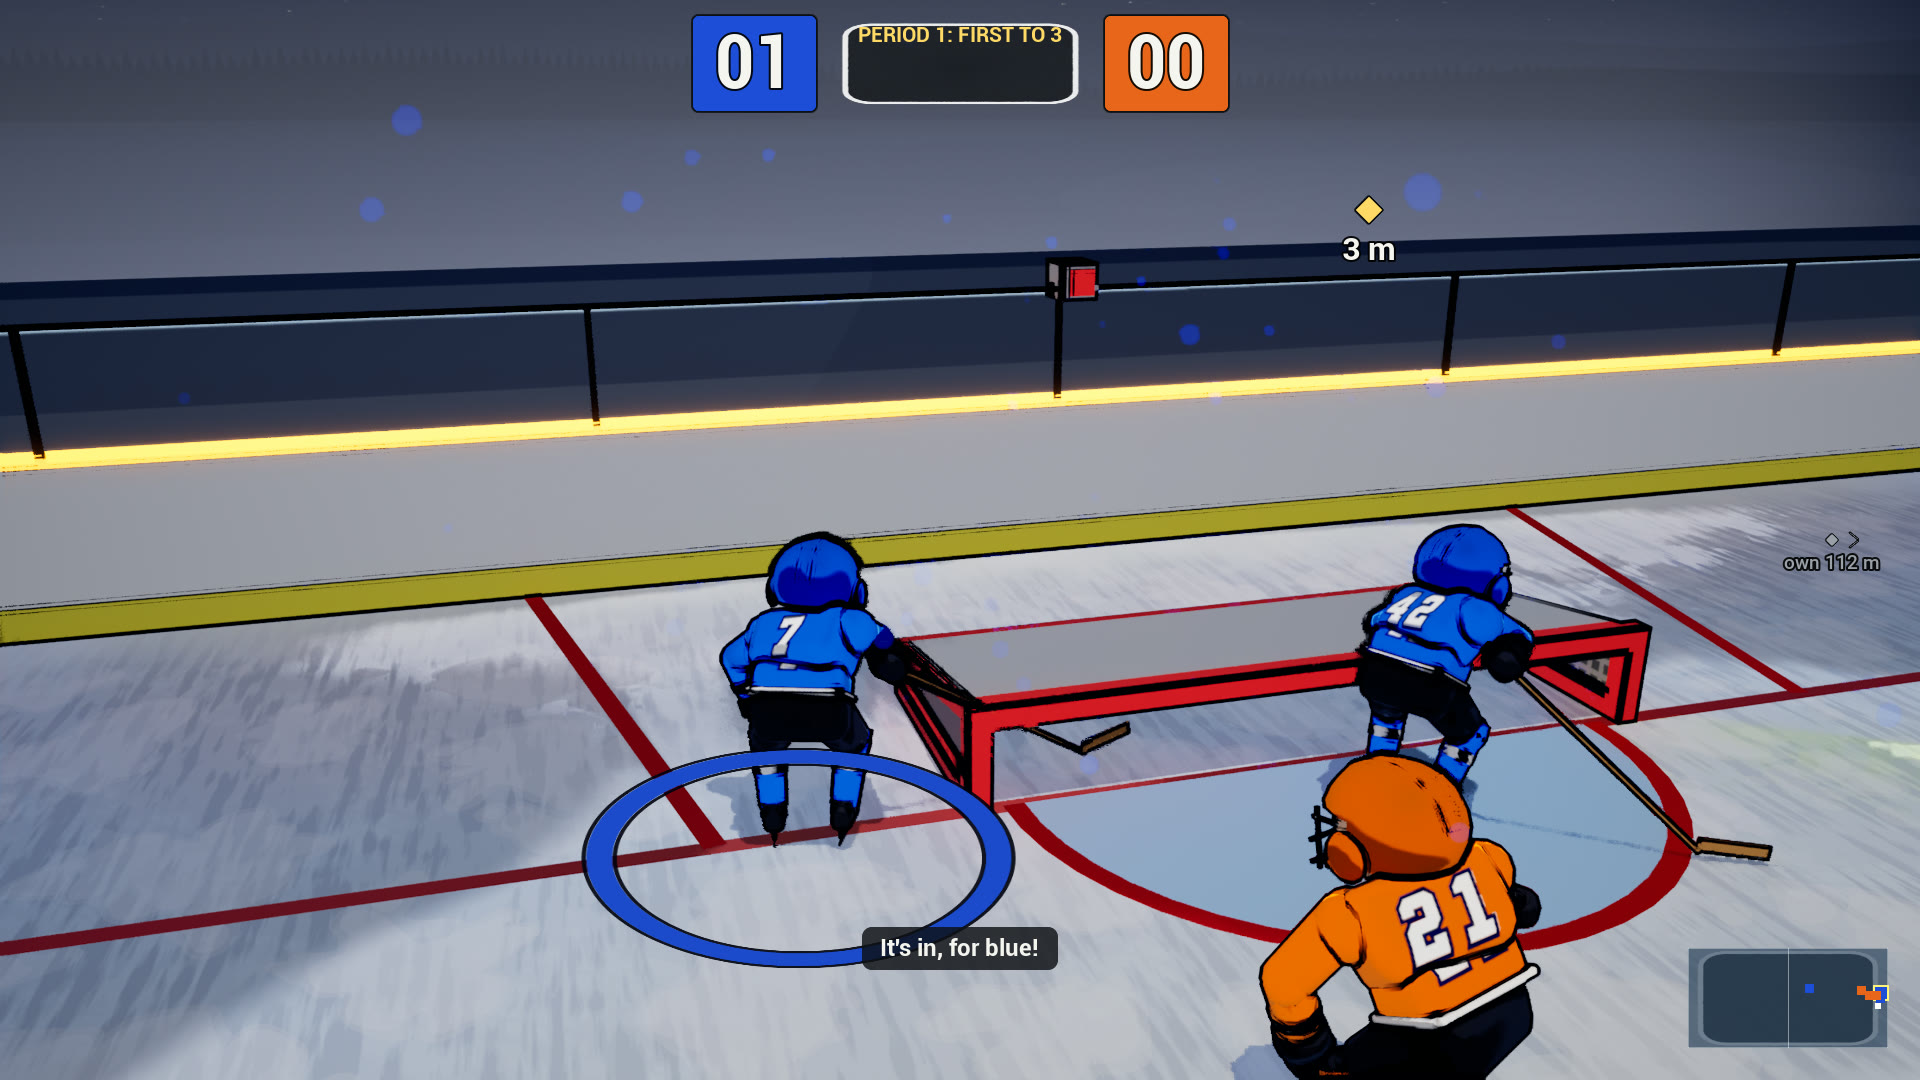 01
PERIOD 1: FIRST TO 3
00
3 m
own 112 m
42
7
21
It's in, for blue!